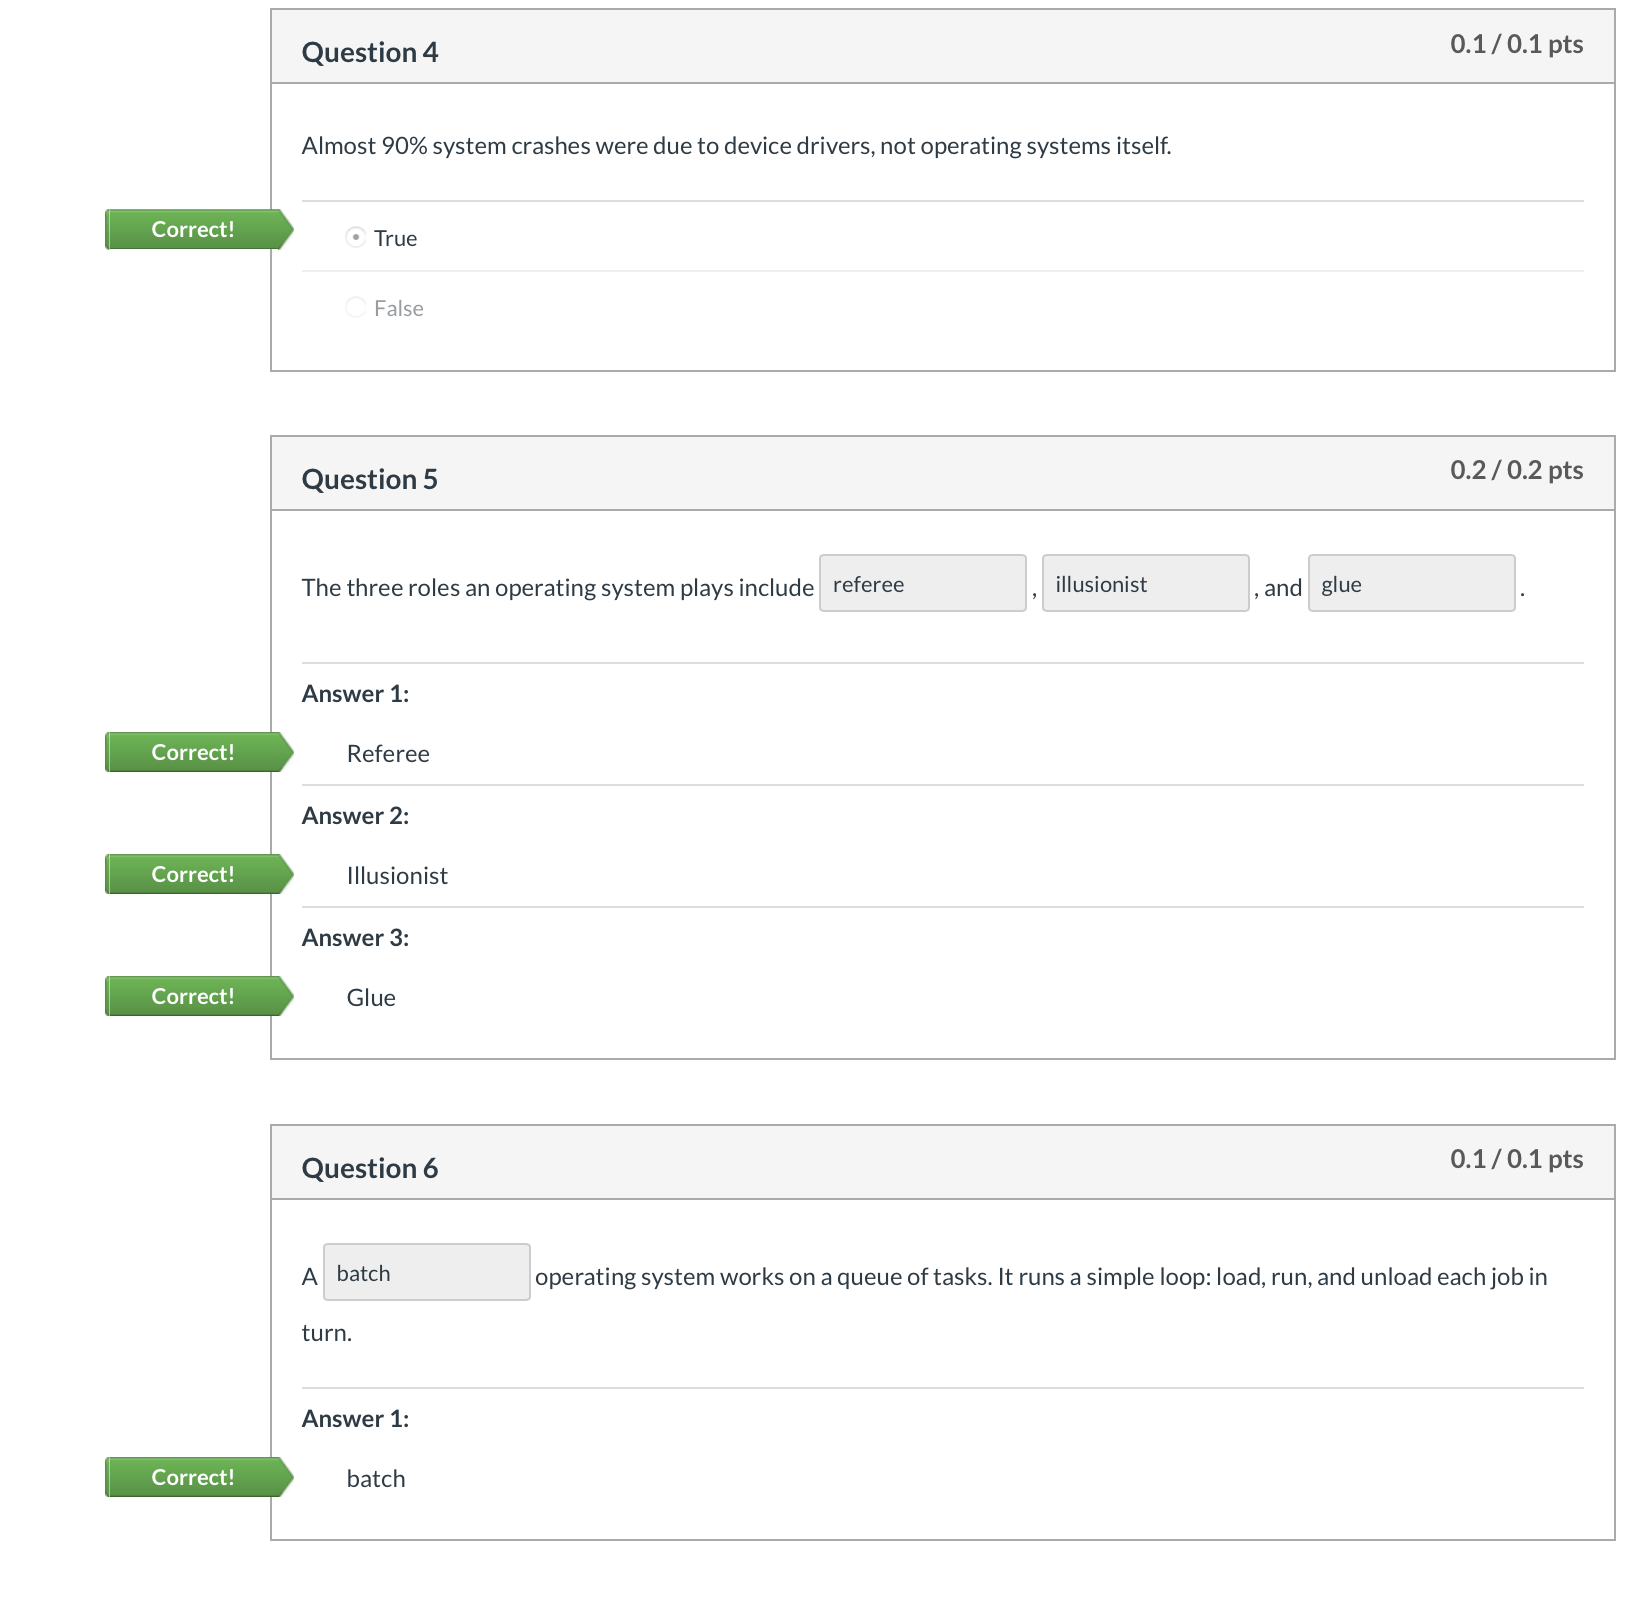 Question 4
0.1 / 0.1 pts
Almost 90% system crashes were due to device drivers, not operating systems itself.
Correct!
True
False
Question 5
0.2 / 0.2 pts
The three roles an operating system plays include referee , illusionist , and glue .
Answer 1:
Correct!
Referee
Answer 2:
Correct!
Illusionist
Answer 3:
Correct!
Glue
Question 6
0.1 / 0.1 pts
A batch operating system works on a queue of tasks. It runs a simple loop: load, run, and unload each job in
turn.
Answer 1:
Correct!
batch